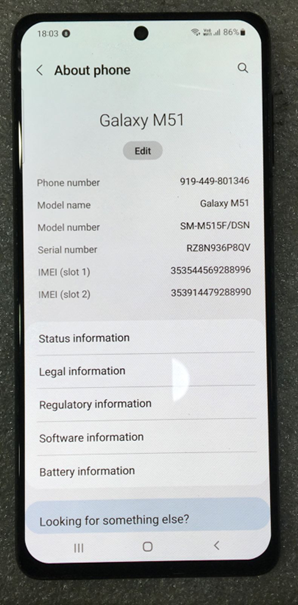 18:03 86%
About phone
Galaxy M51
Edit
Phone number 919-449-801346
Model name Galaxy M51
Model number SM-M515F/DSN
Serial number RZ8N936P8QV
IMEI (slot 1) 353544569288996
IMEI (slot 2) 353914479288990
Status information
Legal information
Regulatory information
Software information
Battery information
Looking for something else?